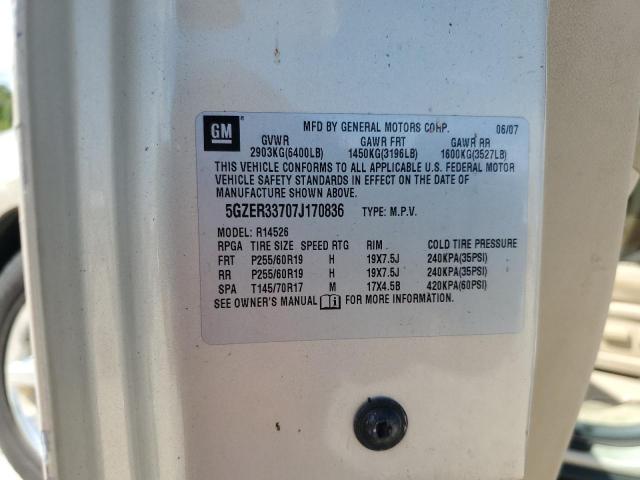 GM
MFD BY GENERAL MOTORS CORP. 06/07
GVWR GAWR FRT GAWR RR
2903KG(6400LB) 1450KG(3196LB) 1600KG(3527LB)
THIS VEHICLE CONFORMS TO ALL APPLICABLE U.S. FEDERAL MOTOR
VEHICLE SAFETY STANDARDS IN EFFECT ON THE DATE OF
MANUFACTURE SHOWN ABOVE.
5GZER33707J170836 TYPE: M.P.V.
MODEL: R14526
RPGA TIRE SIZE SPEED RTG RIM COLD TIRE PRESSURE
FRT P255/60R19 H 19X7.5J 240KPA(35PSI)
RR P255/60R19 H 19X7.5J 240KPA(35PSI)
SPA T145/70R17 M 17X4.5B 420KPA(60PSI)
SEE OWNER'S MANUAL FOR MORE INFORMATION.